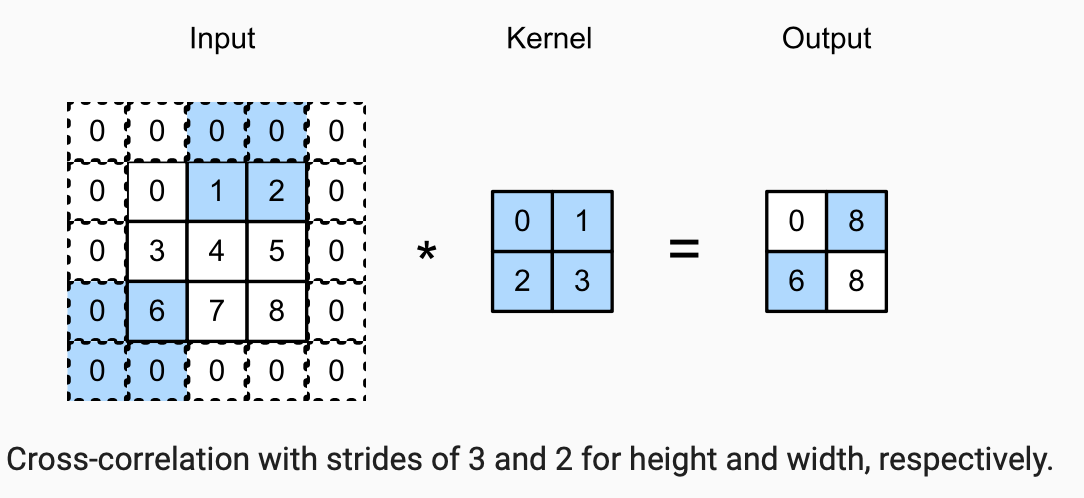 Input Kernel Output
0 0 0 0 0
0 0 1 2 0
0 3 4 5 0
0 6 7 8 0
0 0 0 0 0
*
0 1
2 3
=
0 8
6 8
Cross-correlation with strides of 3 and 2 for height and width, respectively.